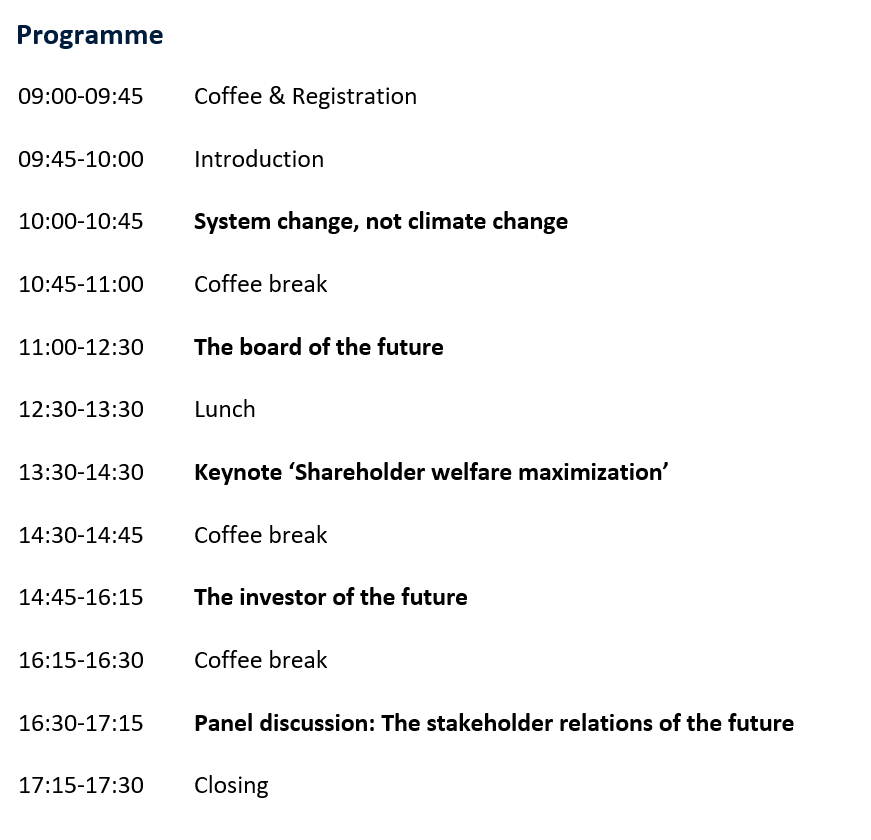 Programme
09:00-09:45 Coffee & Registration
09:45-10:00 Introduction
10:00-10:45 System change, not climate change
10:45-11:00 Coffee break
11:00-12:30 The board of the future
12:30-13:30 Lunch
13:30-14:30 Keynote ‘Shareholder welfare maximization’
14:30-14:45 Coffee break
14:45-16:15 The investor of the future
16:15-16:30 Coffee break
16:30-17:15 Panel discussion: The stakeholder relations of the future
17:15-17:30 Closing